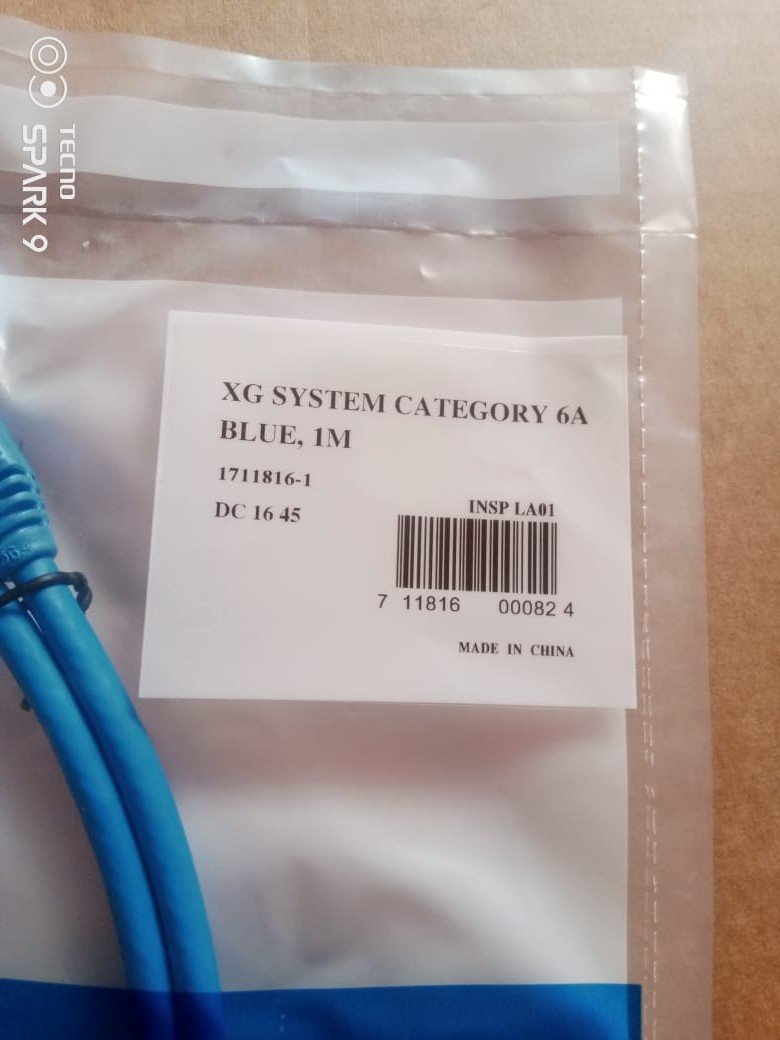 TECNO
SPARK 9
XG SYSTEM CATEGORY 6A
BLUE, 1M
1711816-1
DC 16 45
INSP LA01
7 11816 00082 4
MADE IN CHINA